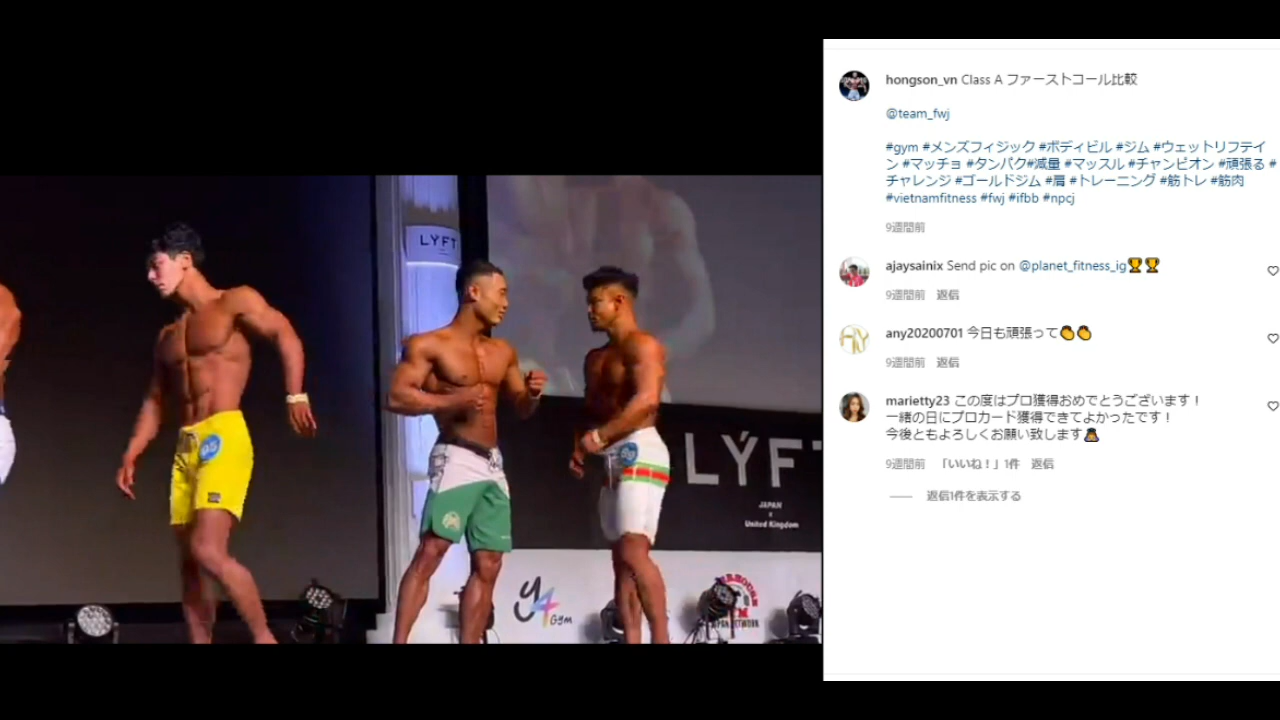 LÝFT
95
LÝFT
JAPAN
x
United Kingdom
y4
Gym
hongson_vn Class A ファーストコール比較
@team_fwj
#gym #メンズフィジック #ボディビル #ジム #ウェットリフテイ
ン #マッチョ #タンパク#減量 #マッスル #チャンピオン #頑張る #
チャレンジ #ゴールドジム #肩 #トレーニング #筋トレ #筋肉
#vietnamfitness #fwj #ifbb #npcj
9週間前
ajaysainix Send pic on @planet_fitness_ig🏆🏆
9週間前 返信
HY
any20200701 今日も頑張って👏👏
9週間前 返信
marietty23 この度はプロ獲得おめでとうございます！
一緒の日にプロカード獲得できてよかったです！
今後ともよろしくお願い致します🙇
9週間前 「いいね！」1件 返信
返信1件を表示する